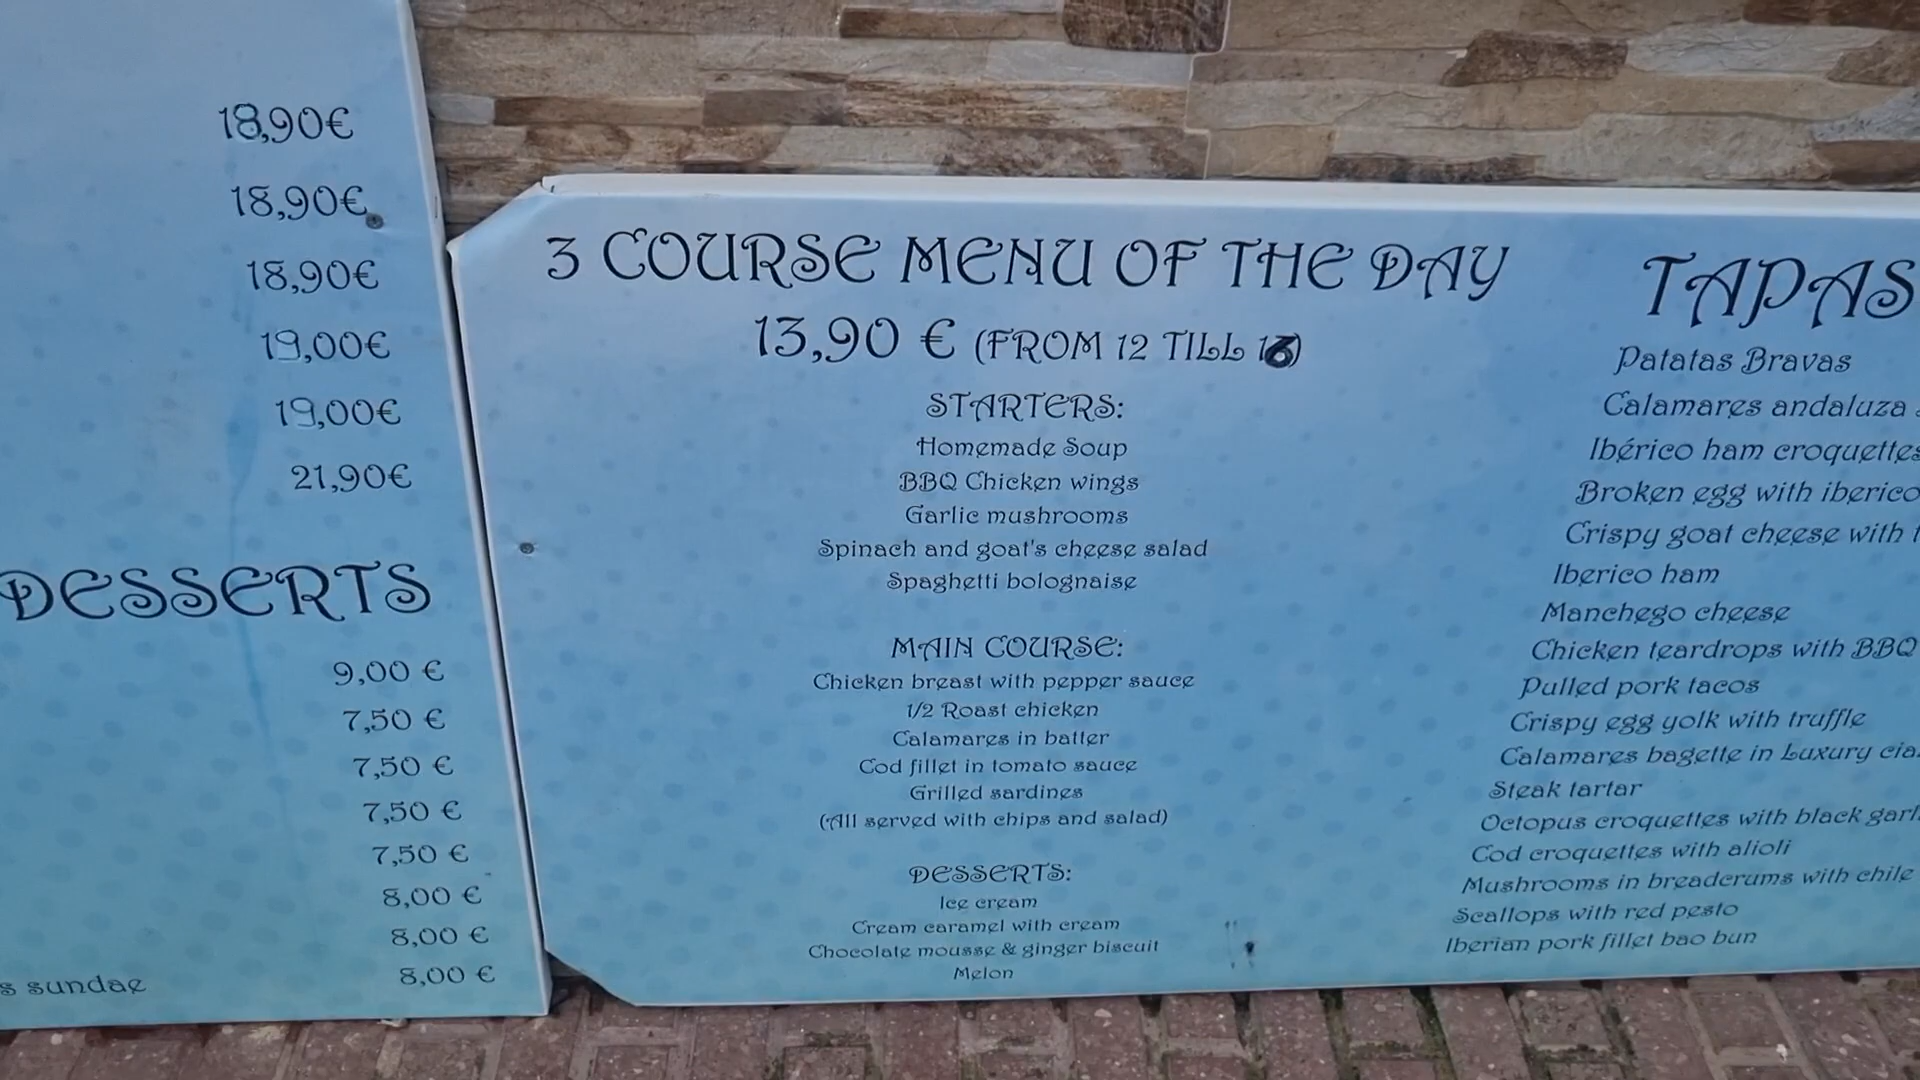 18,90€
18,90€
18,90€
19,00€
19,00€
21,90€
DESSERTS
9,00 €
7,50 €
7,50 €
7,50 €
7,50 €
8,00 €
8,00 €
s sundae 8,00 €
3 COURSE MENU OF THE DAY
13,90 € (FROM 12 TILL 16)
STARTERS:
Homemade Soup
BBQ Chicken wings
Garlic mushrooms
Spinach and goat's cheese salad
Spaghetti bolognaise
MAIN COURSE:
Chicken breast with pepper sauce
1/2 Roast chicken
Calamares in batter
Cod fillet in tomato sauce
Grilled sardines
(All served with chips and salad)
DESSERTS:
Ice cream
Cream caramel with cream
Chocolate mousse & ginger biscuit
Melon
TAPAS
Patatas Bravas
Calamares andaluza
Ibérico ham croquettes
Broken egg with iberico
Crispy goat cheese with
Iberico ham
Manchego cheese
Chicken teardrops with BBQ
Pulled pork tacos
Crispy egg yolk with truffle
Calamares bagette in Luxury
Steak tartar
Octopus croquettes with black
Cod croquettes with alioli
Mushrooms in breadcrums with chile
Scallops with red pesto
Iberian pork fillet bao bun